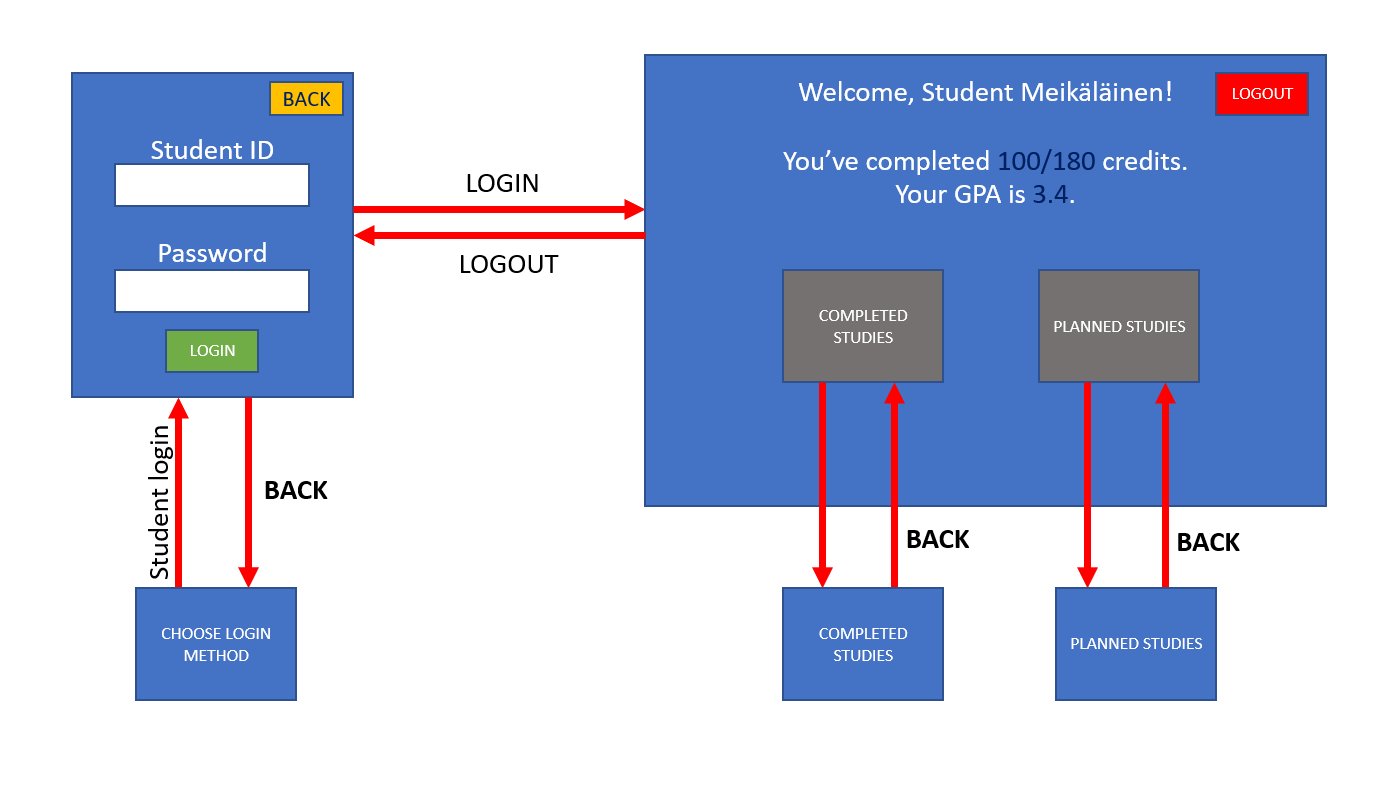 BACK
Student ID
Password
LOGIN
LOGIN
LOGOUT
Welcome, Student Meikäläinen!
LOGOUT
You’ve completed 100/180 credits.
Your GPA is 3.4.
COMPLETED
STUDIES
PLANNED STUDIES
Student login
BACK
BACK
BACK
CHOOSE LOGIN
METHOD
COMPLETED
STUDIES
PLANNED STUDIES